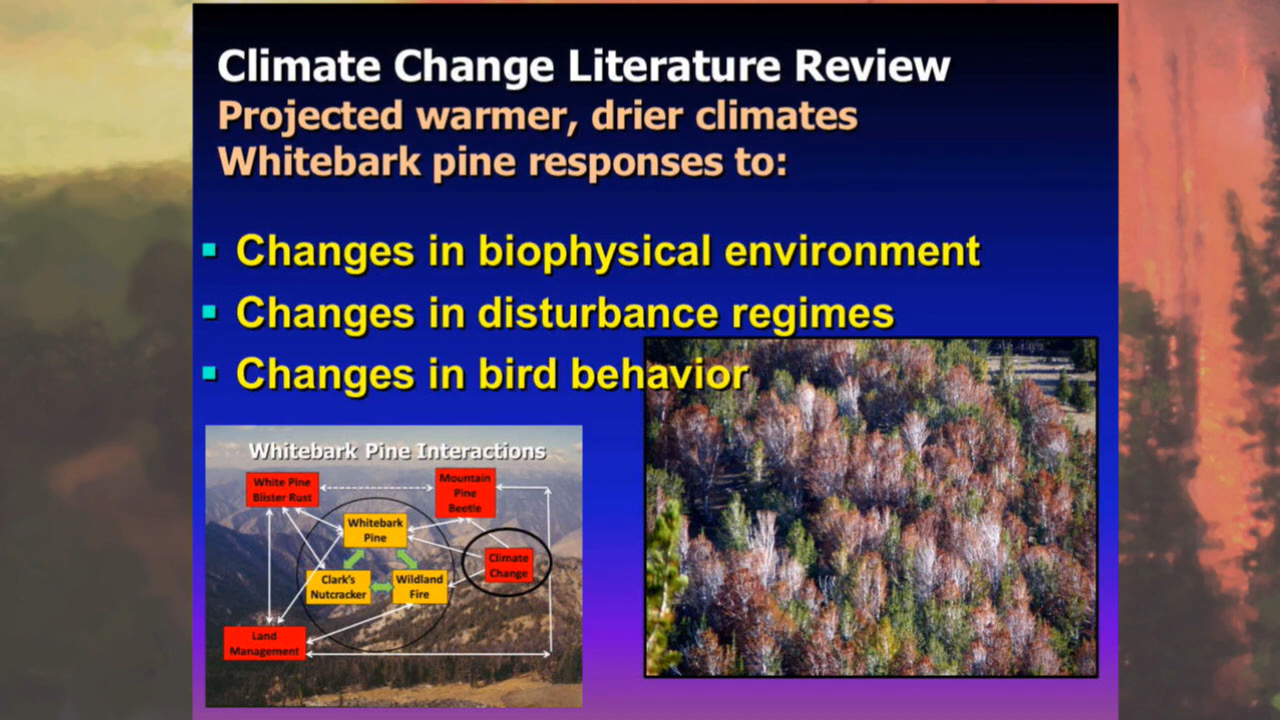 Climate Change Literature Review
Projected warmer, drier climates
Whitebark pine responses to:
Changes in biophysical environment
Changes in disturbance regimes
Changes in bird behavior
Whitebark Pine Interactions
White Pine
Blister Rust
Mountain
Pine
Beetle
Whitebark
Pine
Climate
Change
Clark's
Nutcracker
Wildland
Fire
Land
Management